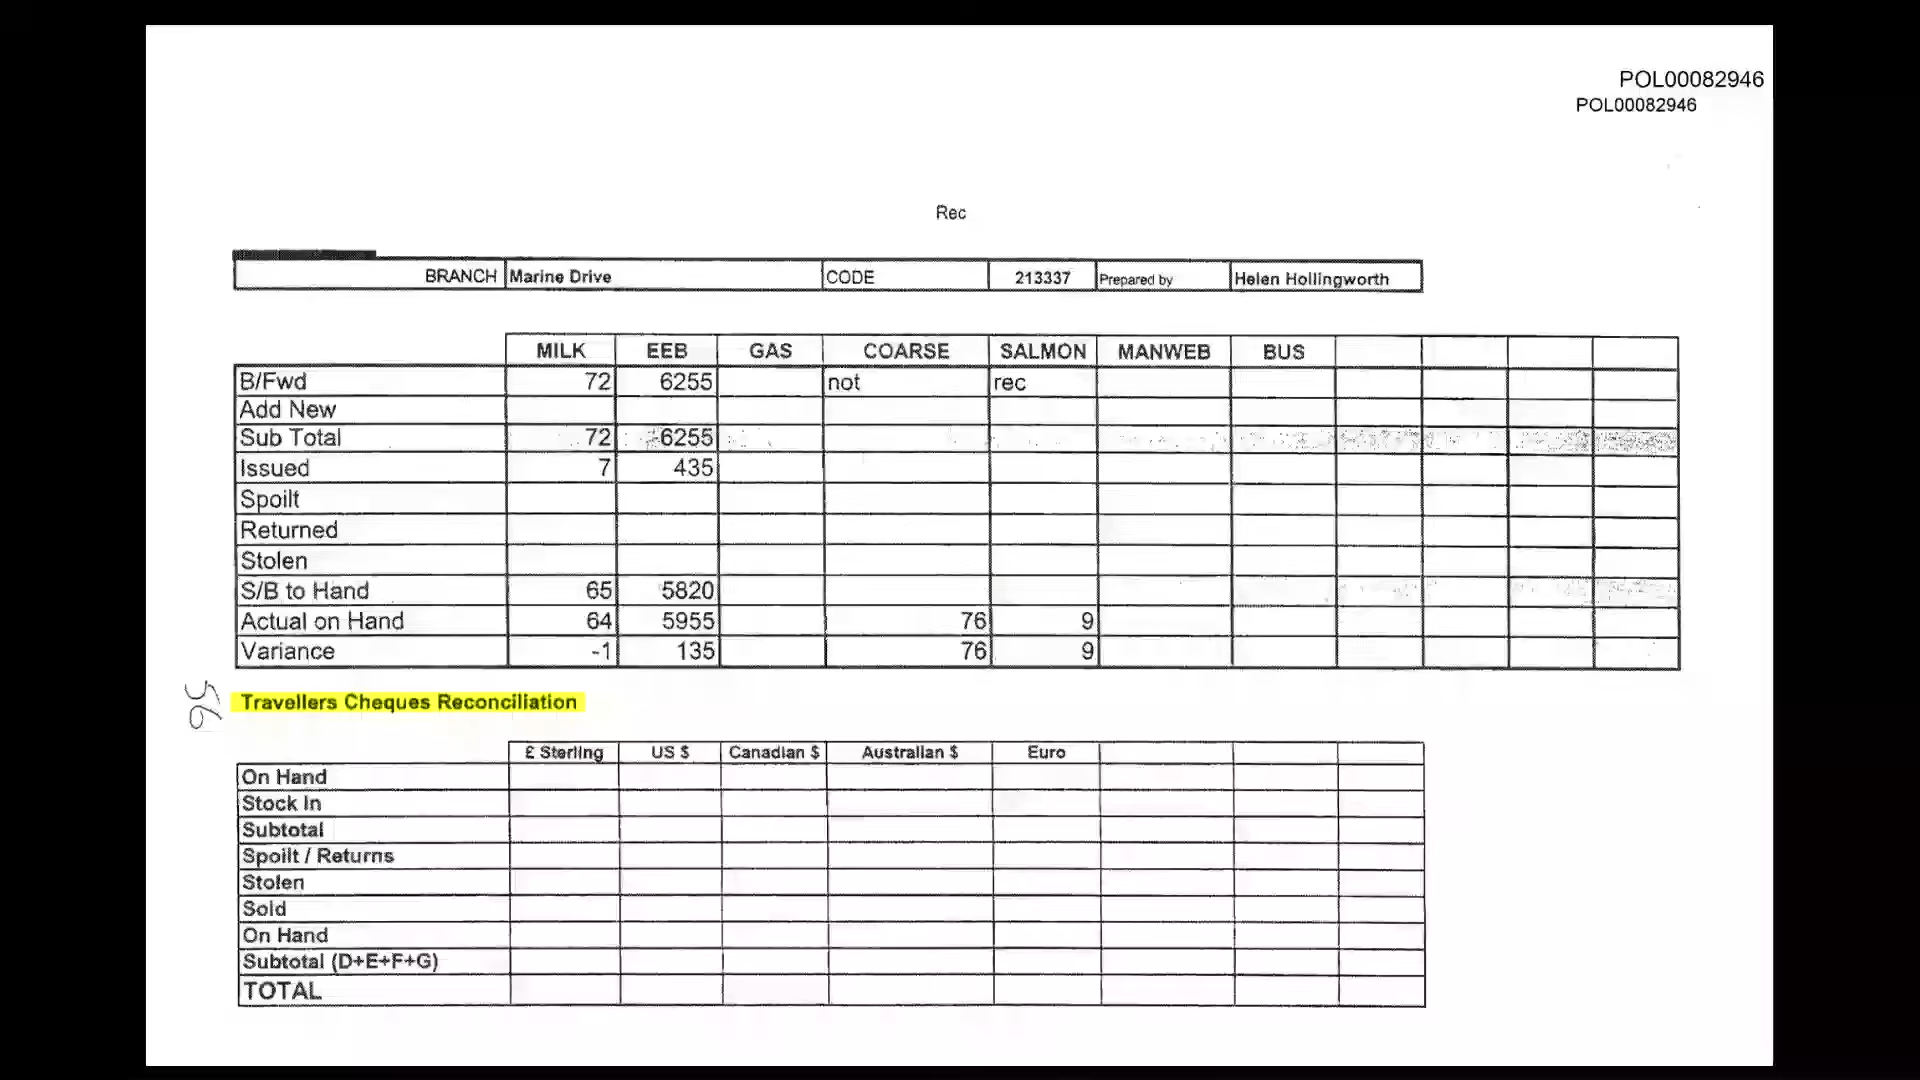 POL00082946
POL00082946
Rec
BRANCH Marine Drive CODE 213337 Prepared by Helen Hollingworth
MILK EEB GAS COARSE SALMON MANWEB BUS
B/Fwd 72 6255 not rec
Add New
Sub Total 72 6255
Issued 7 435
Spoilt
Returned
Stolen
S/B to Hand 65 5820
Actual on Hand 64 5955 76 9
Variance -1 135 76 9
56
Travellers Cheques Reconciliation
£ Sterling US $ Canadian $ Australian $ Euro
On Hand
Stock In
Subtotal
Spoilt / Returns
Stolen
Sold
On Hand
Subtotal (D+E+F+G)
TOTAL